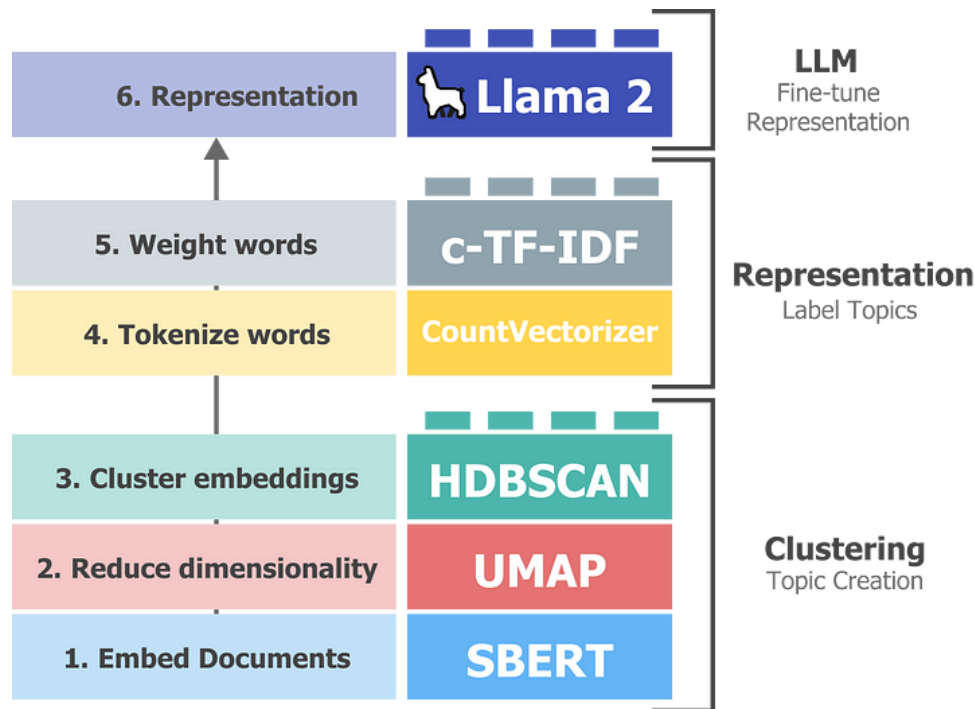 6. Representation
Llama 2
LLM
Fine-tune
Representation
5. Weight words
c-TF-IDF
4. Tokenize words
CountVectorizer
Representation
Label Topics
3. Cluster embeddings
HDBSCAN
2. Reduce dimensionality
UMAP
1. Embed Documents
SBERT
Clustering
Topic Creation